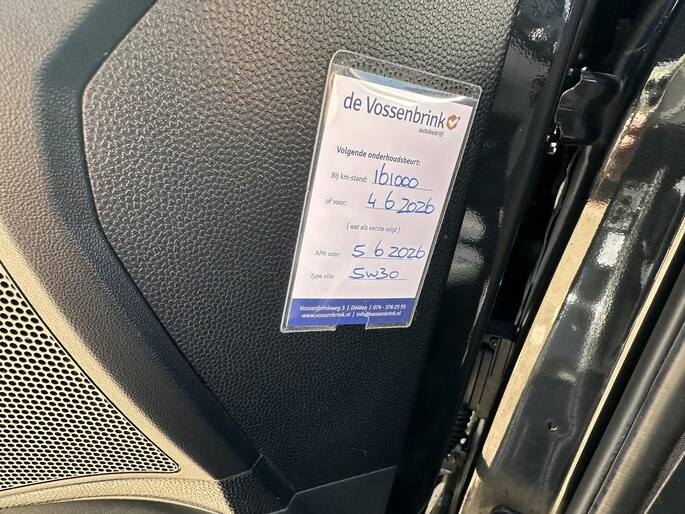 de Vossenbrink
autobedrijf
Volgende onderhoudsbeurt:
Bij km-stand: 161000
of voor: 4 6 2026
(wat als eerste volgt)
APK voor: 5 6 2026
Type olie: 5W30
Vossenbrinkweg 3 | Delden | 074 - 376 25 55
www.vossenbrink.nl | info@vossenbrink.nl